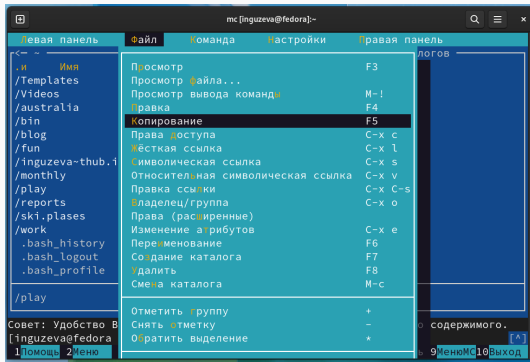 mc [inguzeva@fedora]:~
Левая панель Файл Команда Настройки Правая панель
<— ~ логов
.и Имя
/Templates
/Videos
/australia
/bin
/blog
/fun
/inguzeva-thub.i
/monthly
/play
/reports
/ski.plases
/work
.bash_history
.bash_logout
.bash_profile
/play
Просмотр F3
Просмотр файла...
Просмотр вывода команды M-!
Правка F4
Копирование F5
Права доступа C-x c
Жёсткая ссылка C-x l
Символическая ссылка C-x s
Относительная символическая ссылка C-x v
Правка ссылки C-x C-s
Владелец/группа C-x o
Права (расширенные)
Изменение атрибутов C-x e
Переименование F6
Создание каталога F7
Удалить F8
Смена каталога M-c
Отметить группу +
Снять отметку -
Обратить выделение *
Совет: Удобство В о содержимого.
[inguzeva@fedora [^]
1Помощь 2Меню 9МенюMC 10Выход